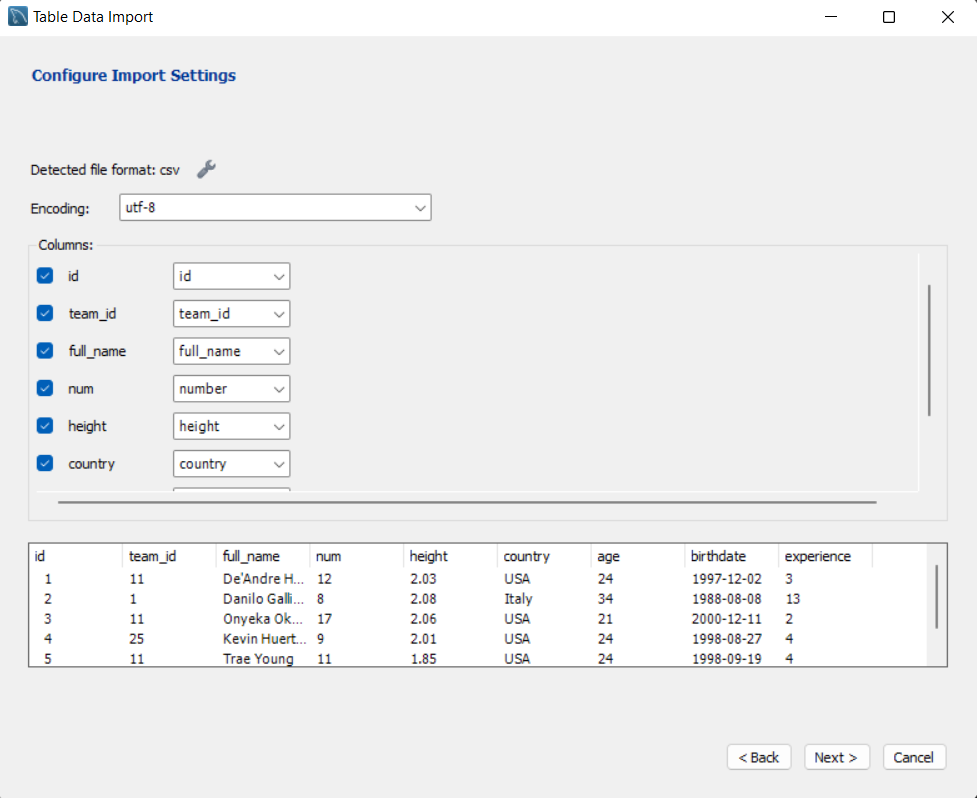 Table Data Import
Configure Import Settings
Detected file format: csv
Encoding: utf-8
Columns:
id id
team_id team_id
full_name full_name
num number
height height
country country
id team_id full_name num height country age birthdate experience
1 11 De'Andre H... 12 2.03 USA 24 1997-12-02 3
2 1 Danilo Galli... 8 2.08 Italy 34 1988-08-08 13
3 11 Onyeka Ok... 17 2.06 USA 21 2000-12-11 2
4 25 Kevin Huert... 9 2.01 USA 24 1998-08-27 4
5 11 Trae Young 11 1.85 USA 24 1998-09-19 4
< Back Next > Cancel